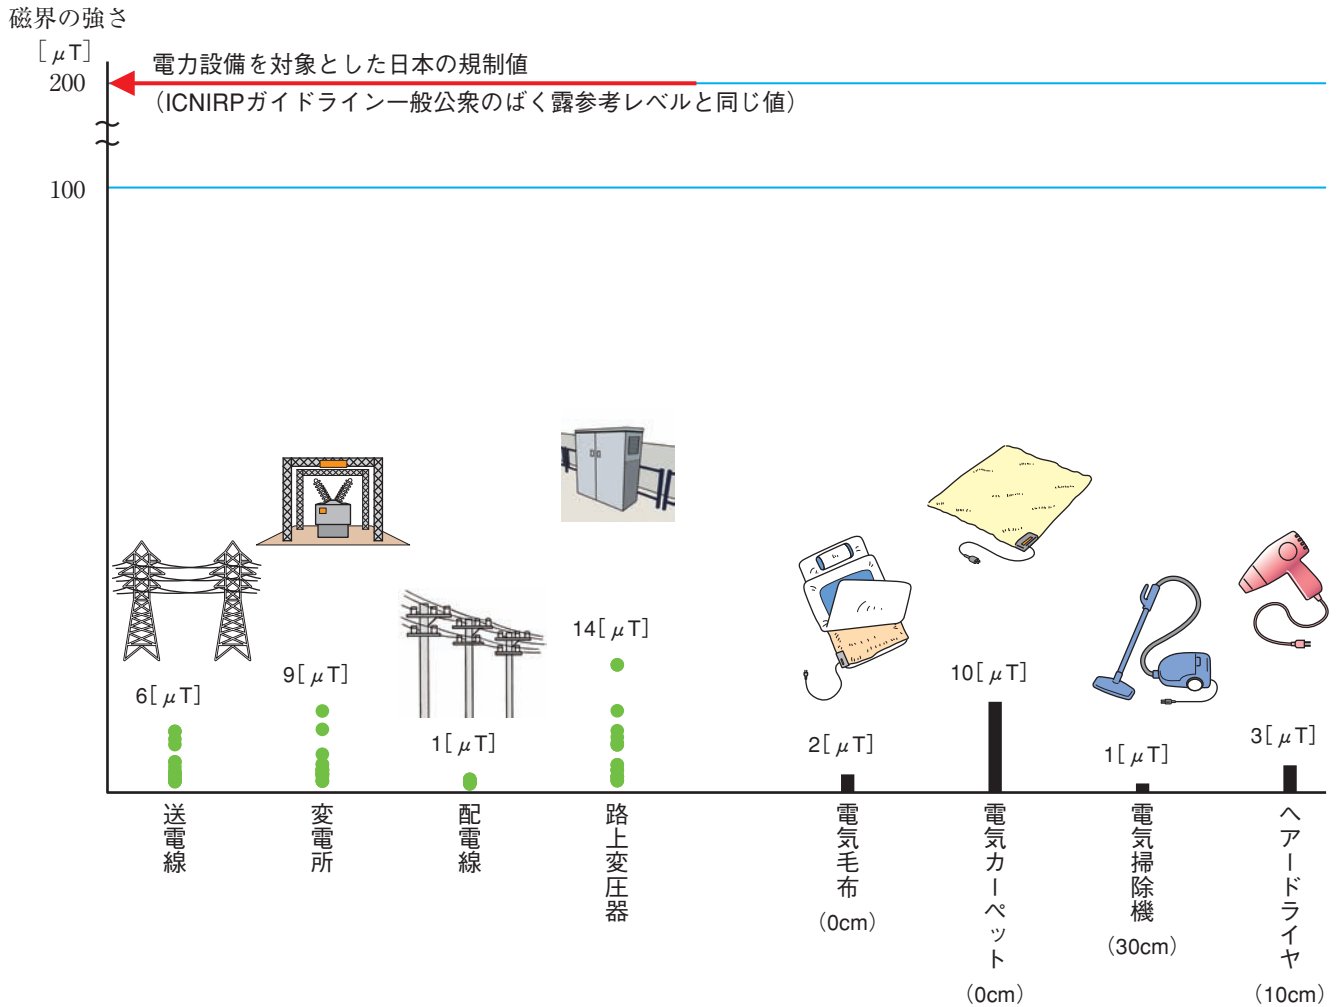 磁界の強さ
[μT]
電力設備を対象とした日本の規制値
200
（ICNIRPガイドライン一般公衆のばく露参考レベルと同じ値）
100
14[μT]
9[μT]
10[μT]
6[μT]
1[μT]
2[μT]
1[μT]
3[μT]
送電線
変電所
配電線
路上変圧器
電気毛布
（0cm）
電気カーペット
（0cm）
電気掃除機
（30cm）
ヘアードライヤ
（10cm）